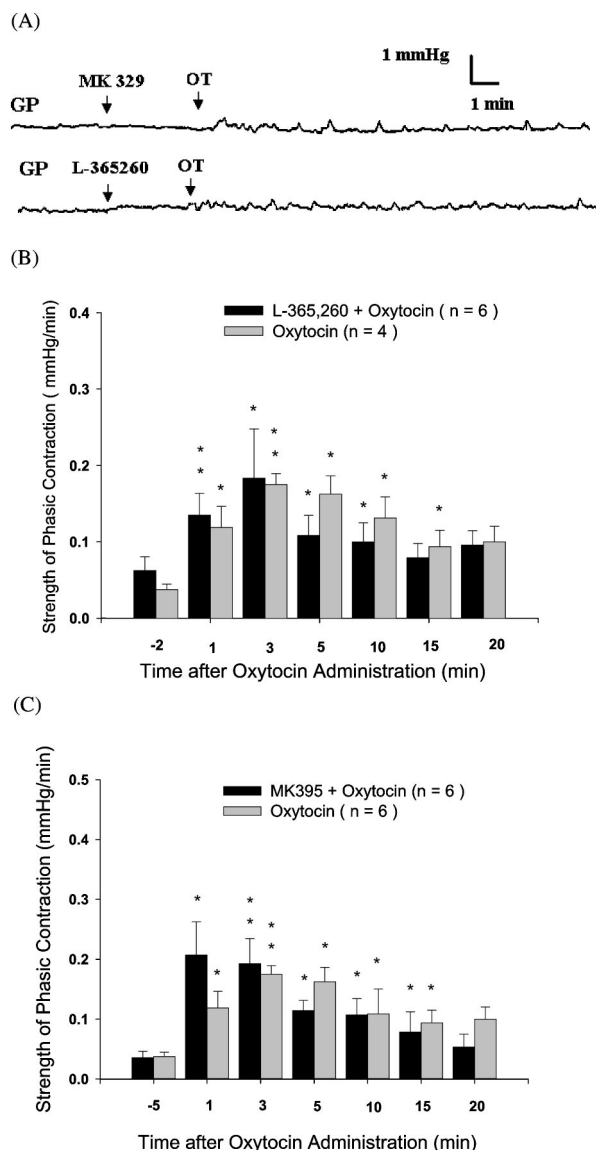 (A)
1 mmHg
1 min
MK 329
OT
GP
GP
L-365260
OT
(B)
Strength of Phasic Contraction ( mmHg/min)
0.4
0.3
0.2
0.1
0.0
L-365,260 + Oxytocin ( n = 6 )
Oxytocin (n = 4 )
* * * * * * * * * * *
-2 1 3 5 10 15 20
Time after Oxytocin Administration (min)
(C)
Strength of Phasic Contraction (mmHg/min)
0.5
0.4
0.3
0.2
0.1
0.0
MK395 + Oxytocin (n = 6 )
Oxytocin ( n = 6 )
* * * * * * * * * * * *
-5 1 3 5 10 15 20
Time after Oxytocin Administration (min)